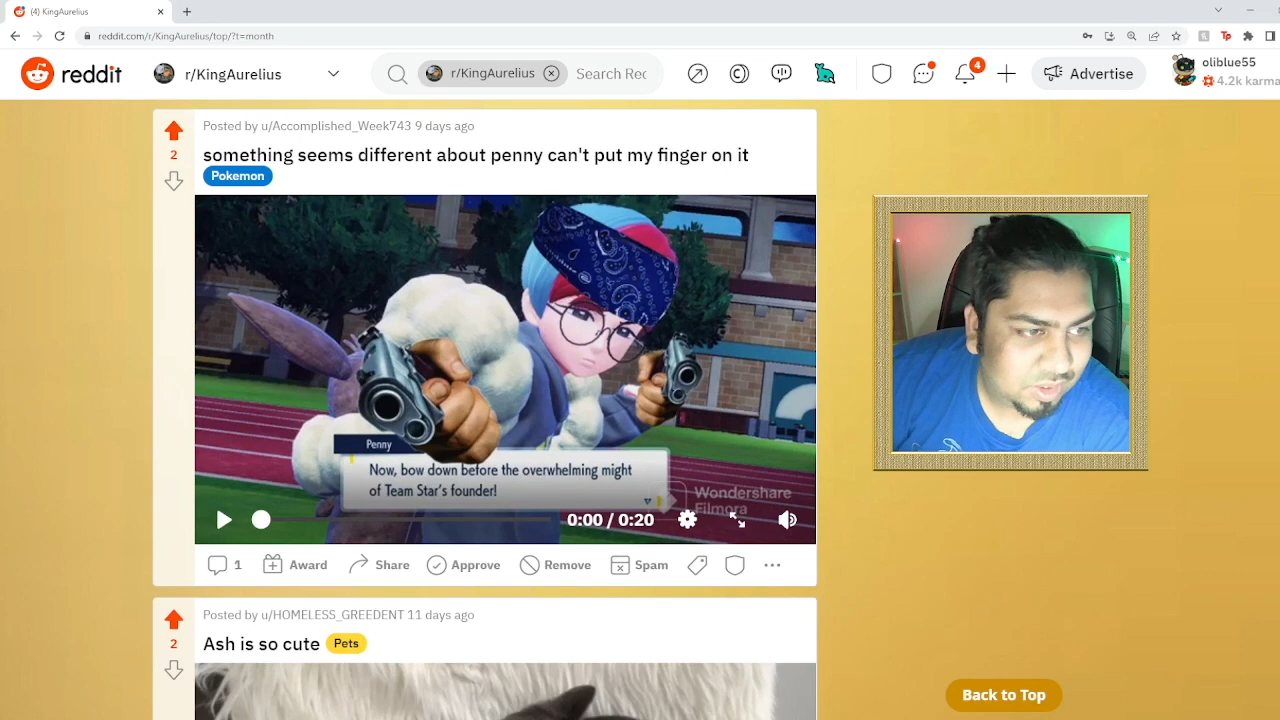 (4) KingAurelius
reddit.com/r/KingAurelius/top/?t=month
reddit
r/KingAurelius
r/KingAurelius
Search Rec
4
Advertise
oliblue55
4.2k karma
Posted by u/Accomplished_Week743 9 days ago
2
something seems different about penny can't put my finger on it
Pokemon
Penny
Now, bow down before the overwhelming might
of Team Star's founder!
Wondershare
Filmora
0:00 / 0:20
1
Award
Share
Approve
Remove
Spam
Posted by u/HOMELESS_GREEDENT 11 days ago
2
Ash is so cute
Pets
Back to Top